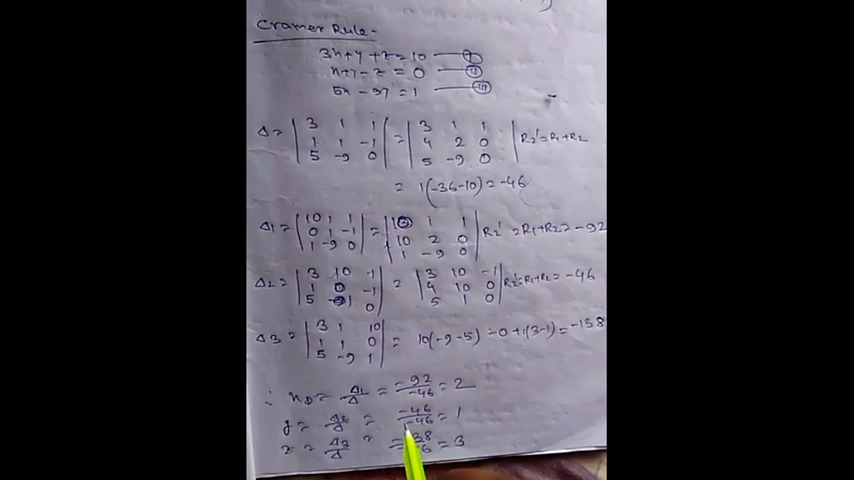 Cramer Rule-
3x+y+z=10 — (i)
x+y-z=0 — (ii)
5x-9y=1 — (iii)
Δ= |3 1 1| = |3 1 1| R2'=R1+R2
|1 1 -1| |4 2 0|
|5 -9 0| |5 -9 0|
= 1(-36-10)=-46
Δ1= |10 1 1| = |10 1 1| R2'=R1+R2=-92
|0 1 -1| |10 2 0|
|1 -9 0| |1 -9 0|
Δ2= |3 10 -1| = |3 10 -1| R2'=R1+R2=-46
|1 0 -1| |4 10 0|
|5 1 0| |5 1 0|
Δ3= |3 1 10| = 10(-9-5)-0+1(3-1)=-138
|1 1 0|
|5 -9 1|
∴ x = Δ1/Δ = -92/-46 = 2
y = Δ2/Δ = -46/-46 = 1
z = Δ3/Δ = = 3